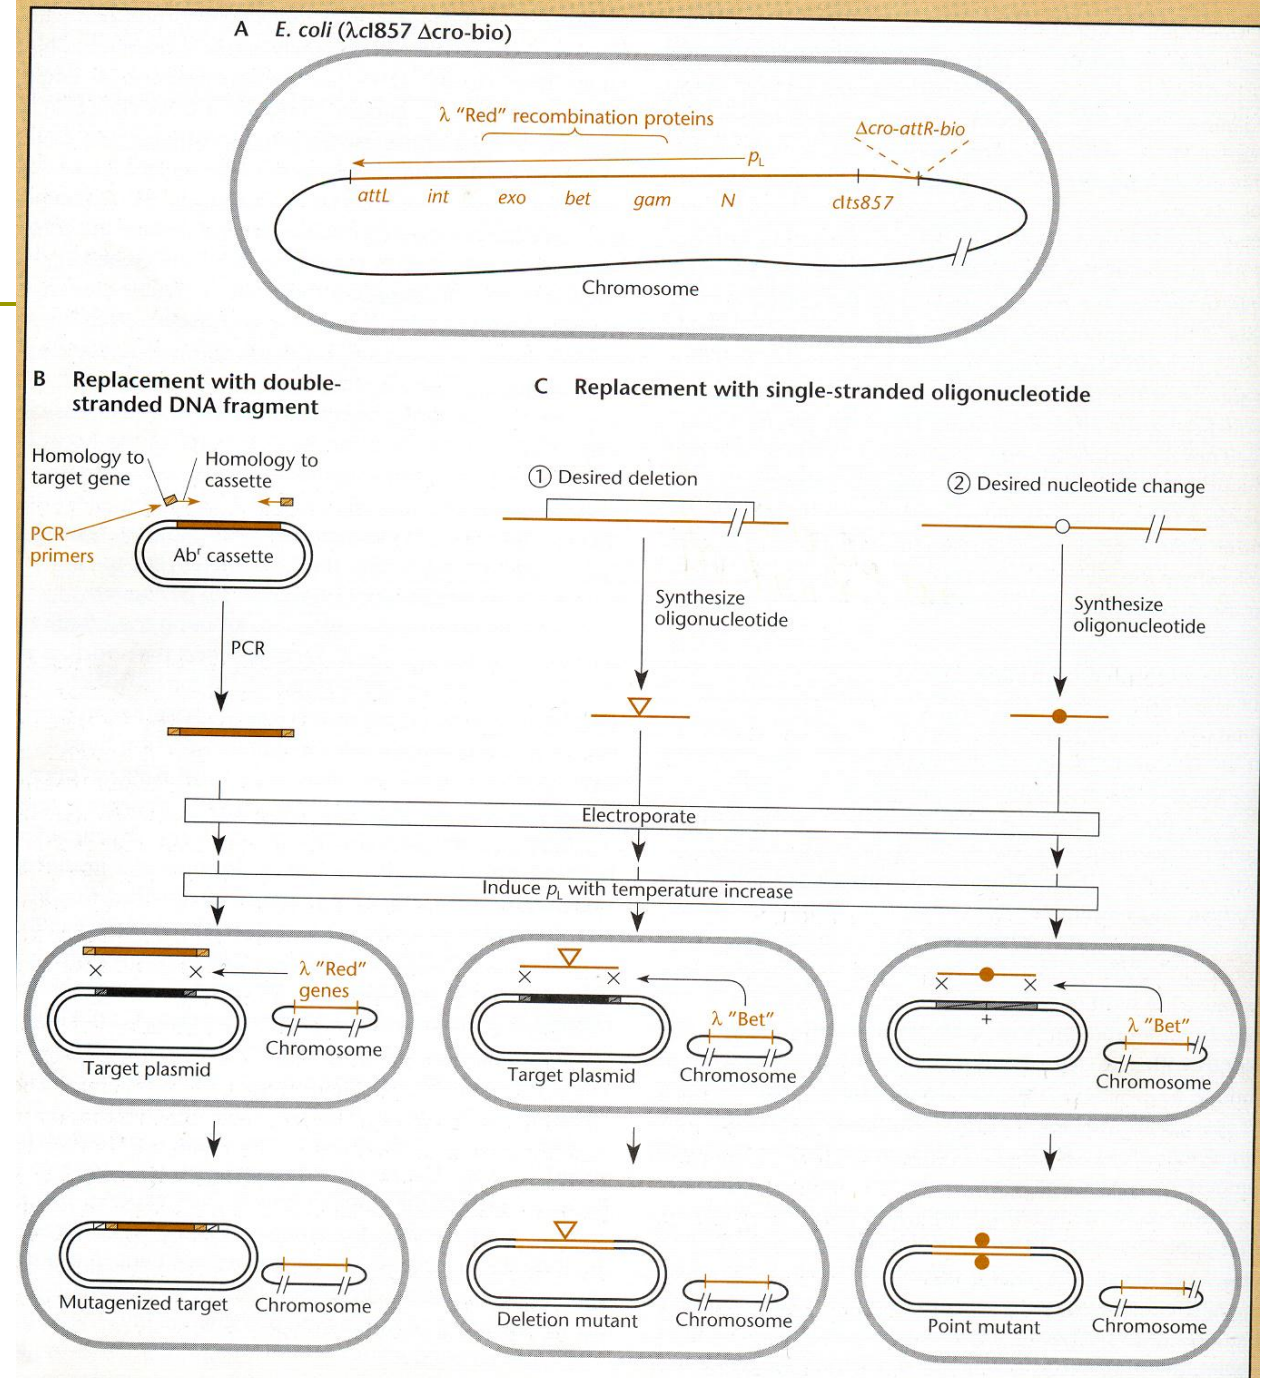 A E. coli (λcI857 Δcro-bio)
λ "Red" recombination proteins
Δcro-attR-bio
pL
attL int exo bet gam N cIts857
Chromosome
B Replacement with double-
stranded DNA fragment
Homology to
target gene
Homology to
cassette
PCR
primers
Abr cassette
PCR
C Replacement with single-stranded oligonucleotide
1 Desired deletion
Synthesize
oligonucleotide
2 Desired nucleotide change
Synthesize
oligonucleotide
Electroporate
Induce pL with temperature increase
λ "Red"
genes
Chromosome
Target plasmid
λ "Bet"
Target plasmid
Chromosome
+
λ "Bet"
Chromosome
Mutagenized target
Chromosome
Deletion mutant
Chromosome
Point mutant
Chromosome